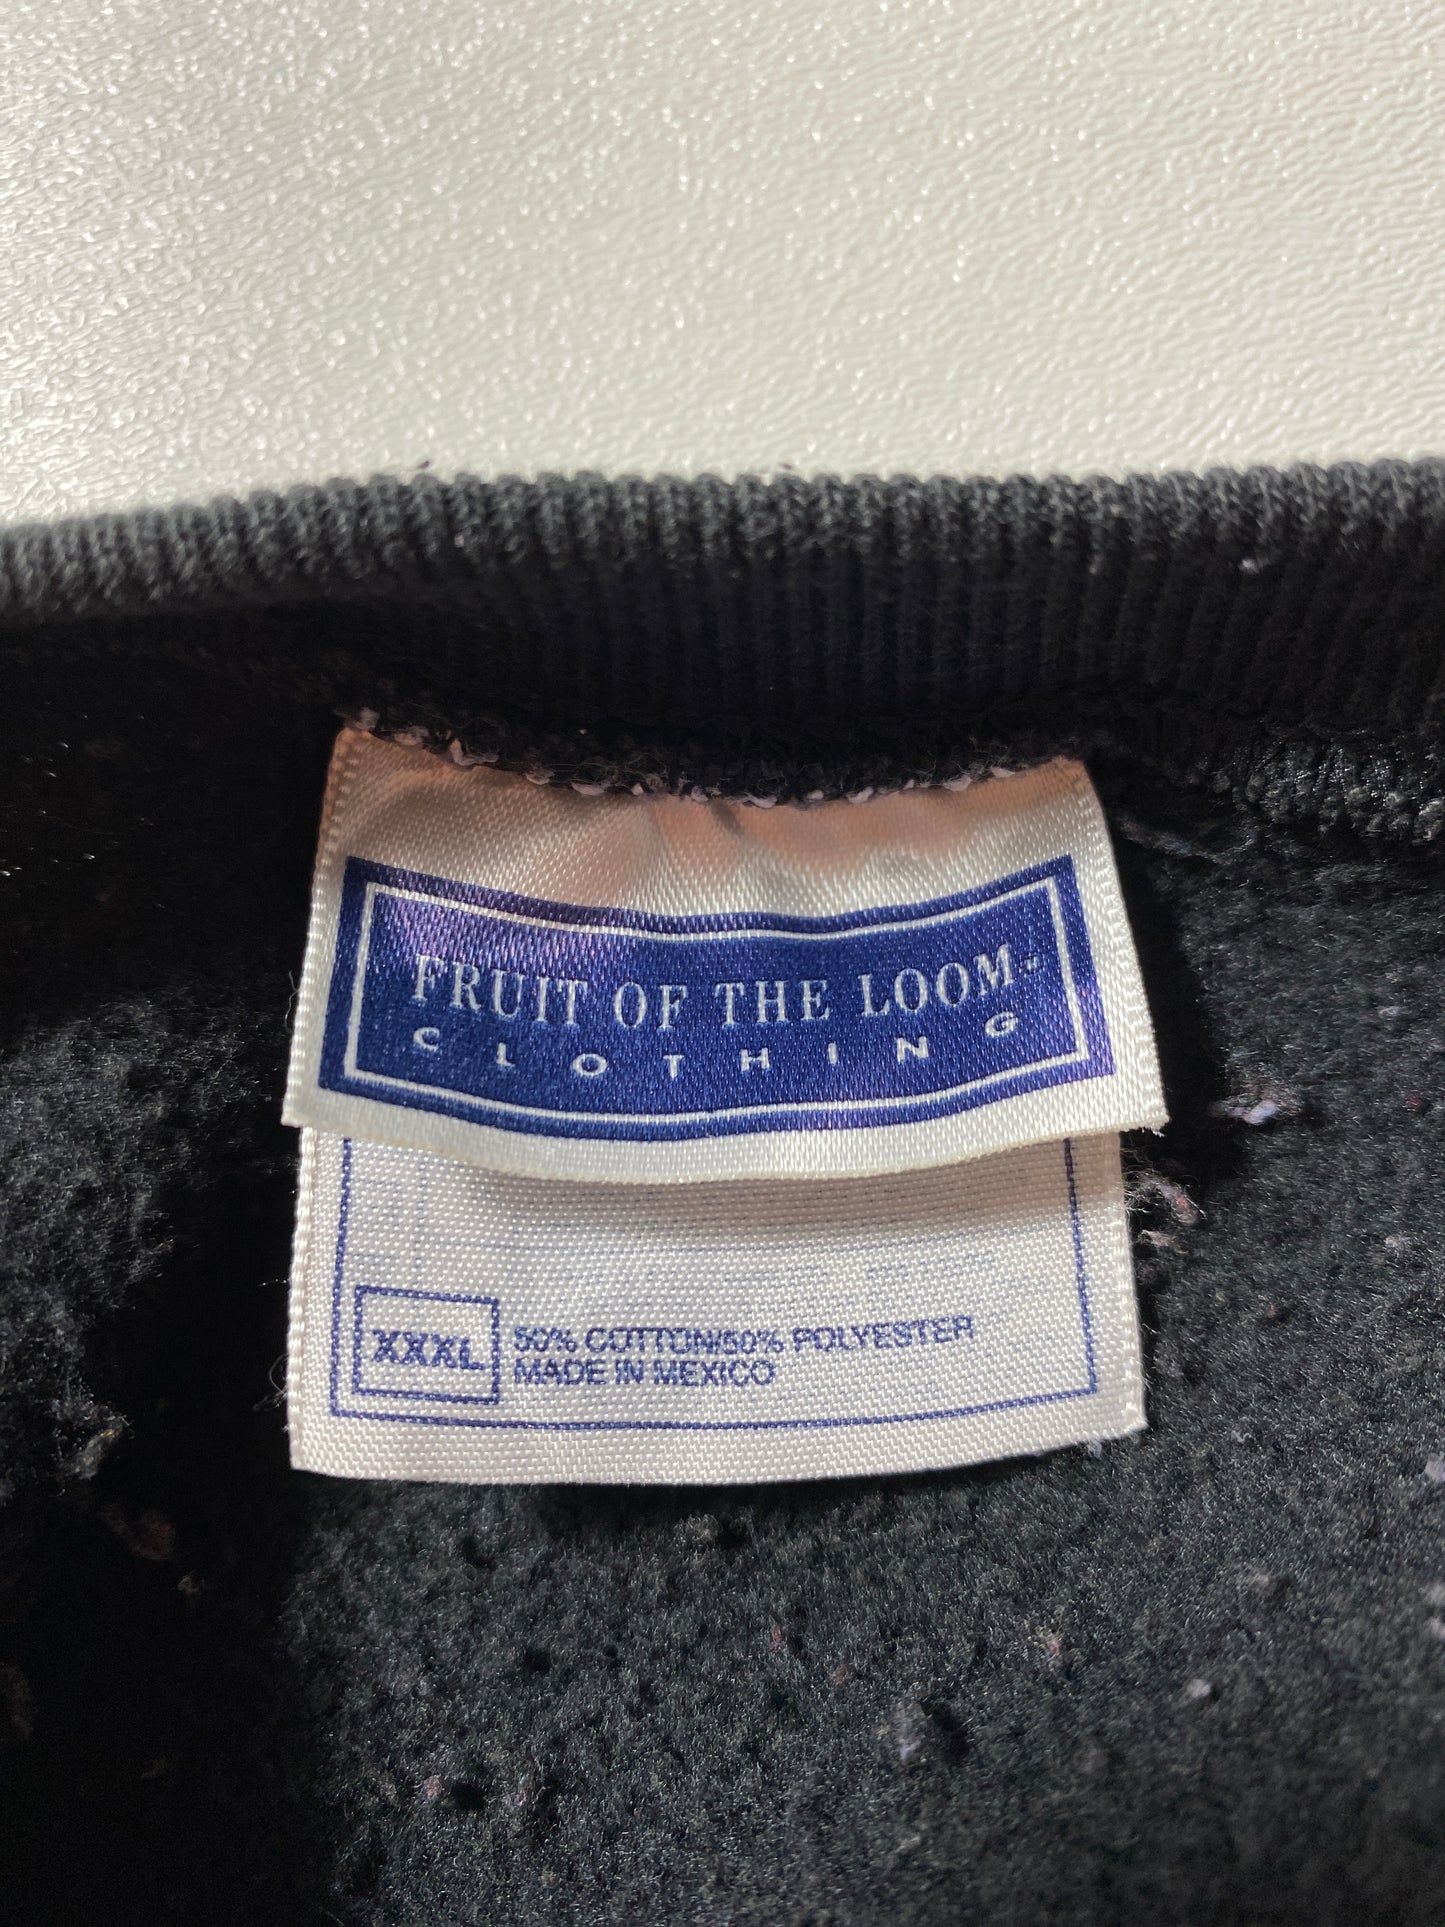 FRUIT OF THE LOOM
CLOTHING
XXXL
50% COTTON/50% POLYESTER
MADE IN MEXICO